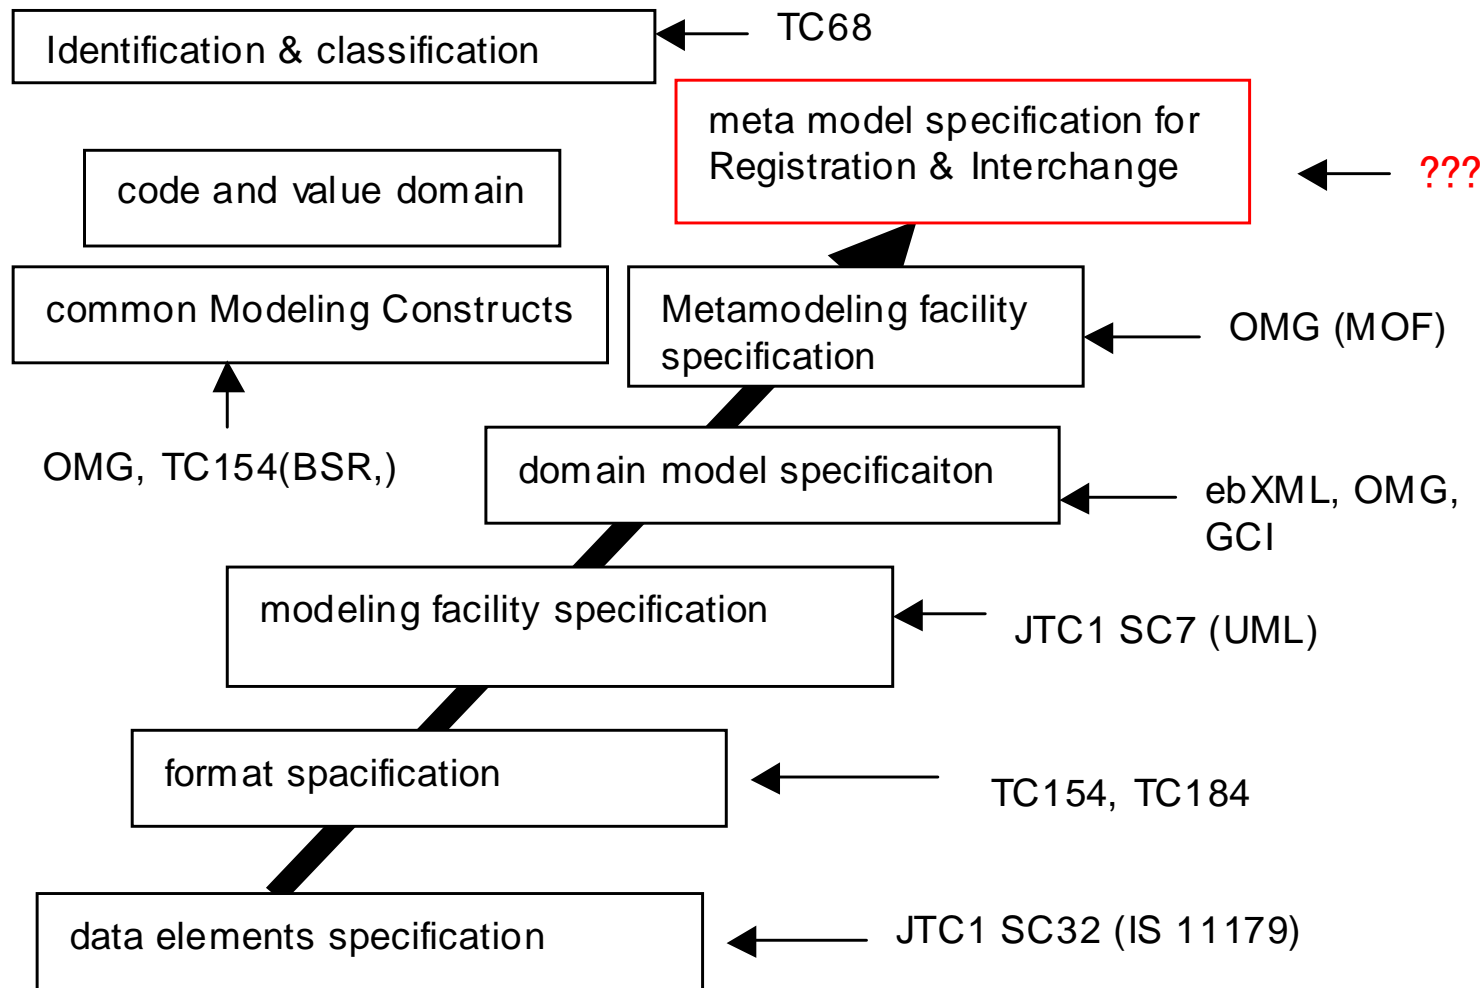 Identification & classification
TC68
meta model specification for
Registration & Interchange
???
code and value domain
common Modeling Constructs
Metamodeling facility
specification
OMG (MOF)
OMG, TC154(BSR,)
domain model specificaiton
ebXML, OMG,
GCI
modeling facility specification
JTC1 SC7 (UML)
format spacification
TC154, TC184
data elements specification
JTC1 SC32 (IS 11179)